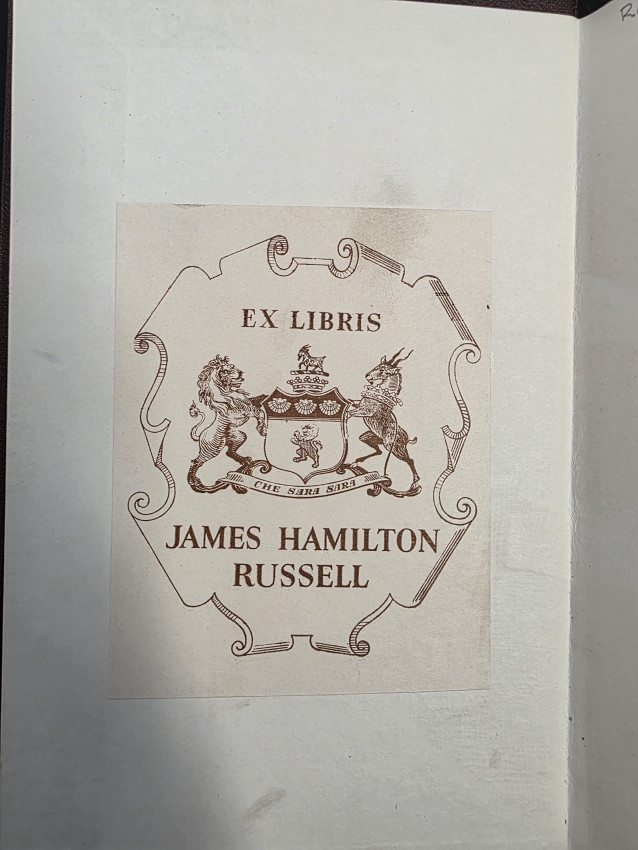 EX LIBRIS
CHE SARA SARA
JAMES HAMILTON
RUSSELL